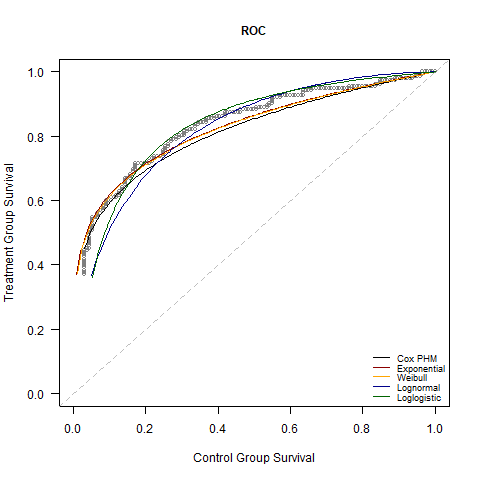 ROC
Treatment Group Survival
1.0
0.8
0.6
0.4
0.2
0.0
Cox PHM
Exponential
Weibull
Lognormal
Loglogistic
0.0 0.2 0.4 0.6 0.8 1.0
Control Group Survival